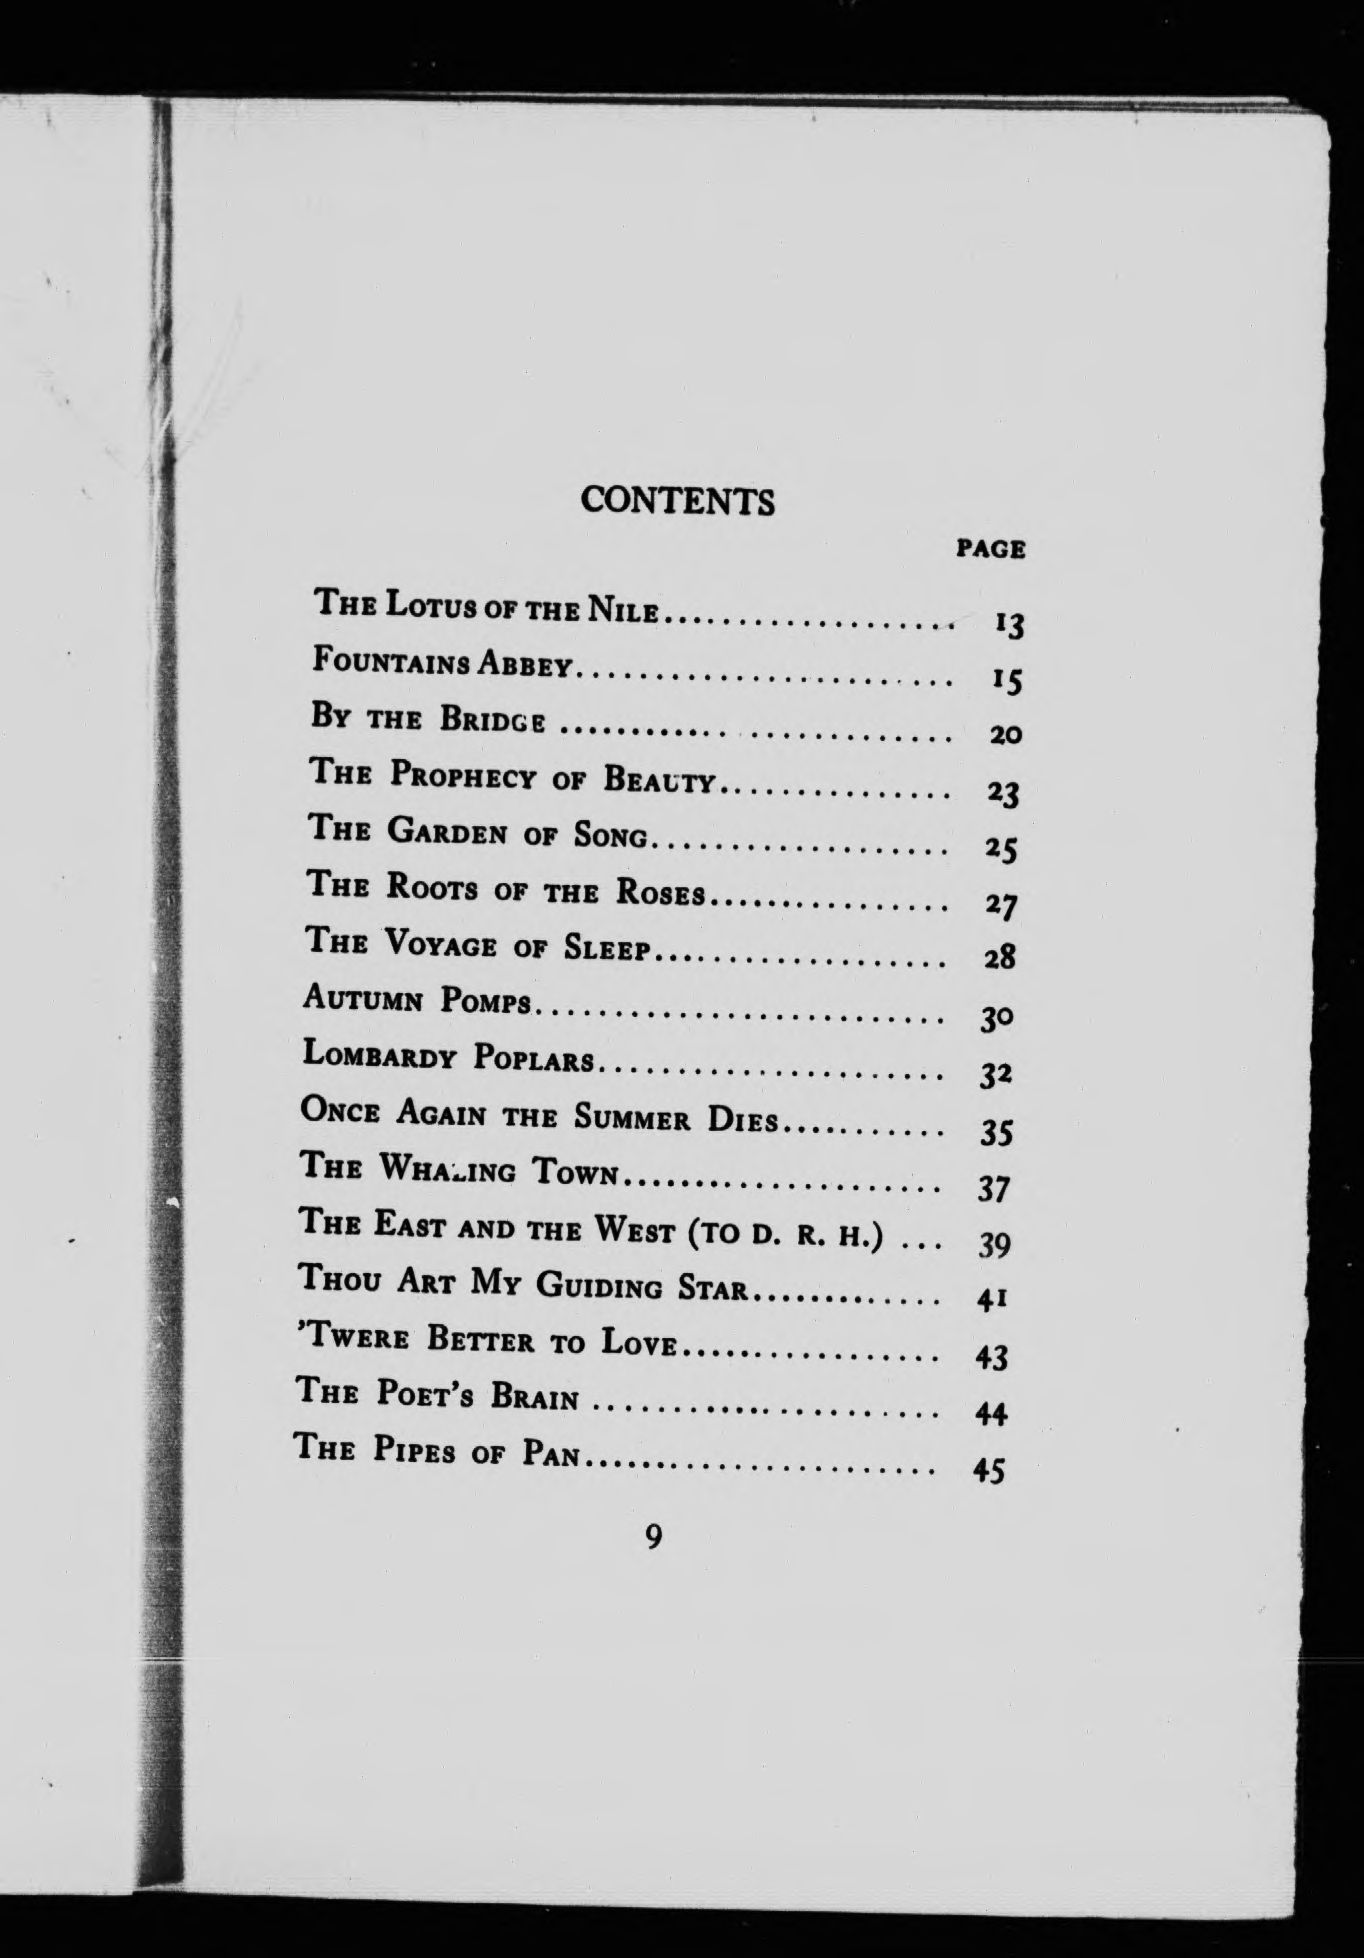 CONTENTS
PAGE
The Lotus of the Nile................... 13
Fountains Abbey........................ 15
By the Bridge ......................... 20
The Prophecy of Beauty............... 23
The Garden of Song................... 25
The Roots of the Roses................ 27
The Voyage of Sleep................... 28
Autumn Pomps.......................... 30
Lombardy Poplars...................... 32
Once Again the Summer Dies........... 35
The Whaling Town..................... 37
The East and the West (to D. R. H.) ... 39
Thou Art My Guiding Star............. 41
'Twere Better to Love................. 43
The Poet's Brain ...................... 44
The Pipes of Pan....................... 45
9